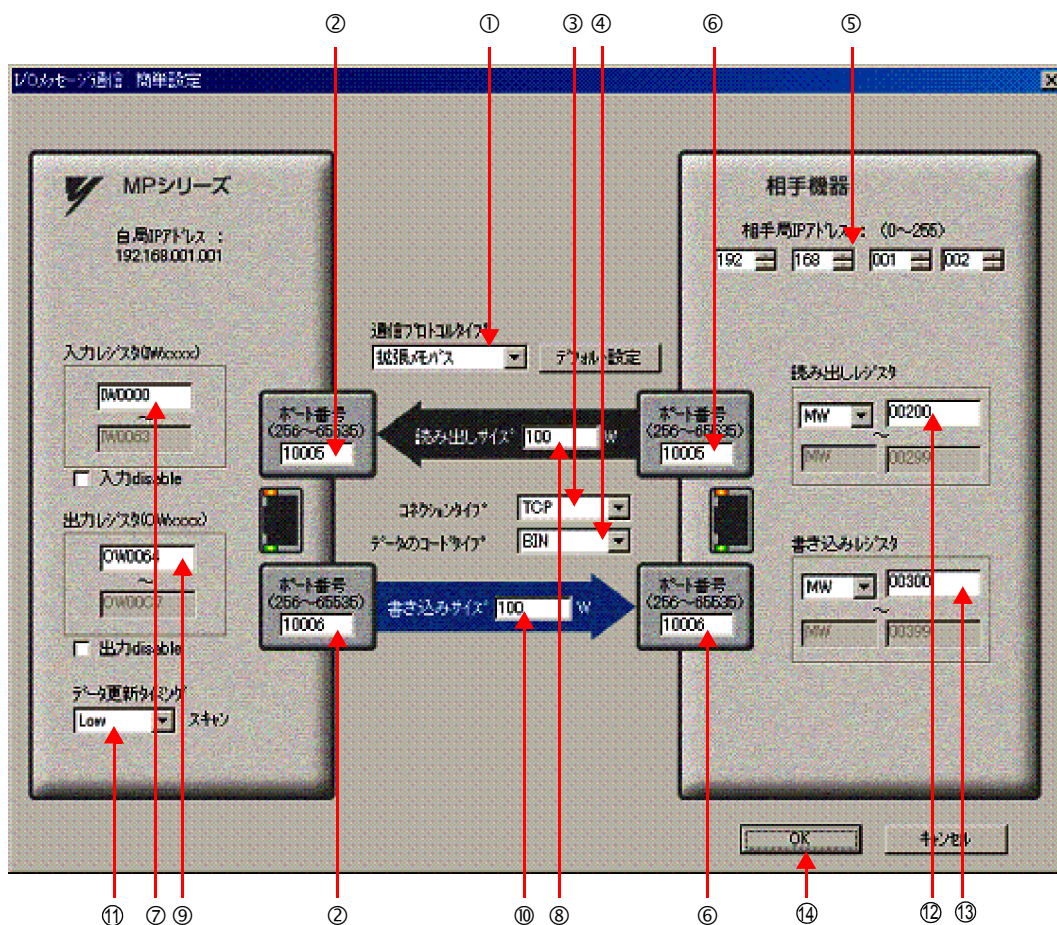 ② ① ③ ④ ⑥ ⑤
I/Oメッセージ通信 簡単設定
MPシリーズ
自局IPアドレス :
192.168.001.001
入力レジスタ(IWxxxx)
IW0000
~
IW0063
入力disable
出力レジスタ(OWxxxx)
OW0064
~
OW00C7
出力disable
データ更新タイミング
Low スキャン
通信プロトコルタイプ
拡張メモバス デフォルト設定
ポート番号
(256~65535)
10005
読み出しサイズ 100 W
ポート番号
(256~65535)
10005
コネクションタイプ TCP
データのコードタイプ BIN
ポート番号
(256~65535)
10006
書き込みサイズ 100 W
ポート番号
(256~65535)
10006
相手機器
相手局IPアドレス : (0~255)
192 168 001 002
読み出しレジスタ
MW 00200
~
MW 00299
書き込みレジスタ
MW 00300
~
MW 00399
OK キャンセル
⑪ ⑦ ⑨ ② ⑩ ⑧ ⑥ ⑭ ⑫ ⑬